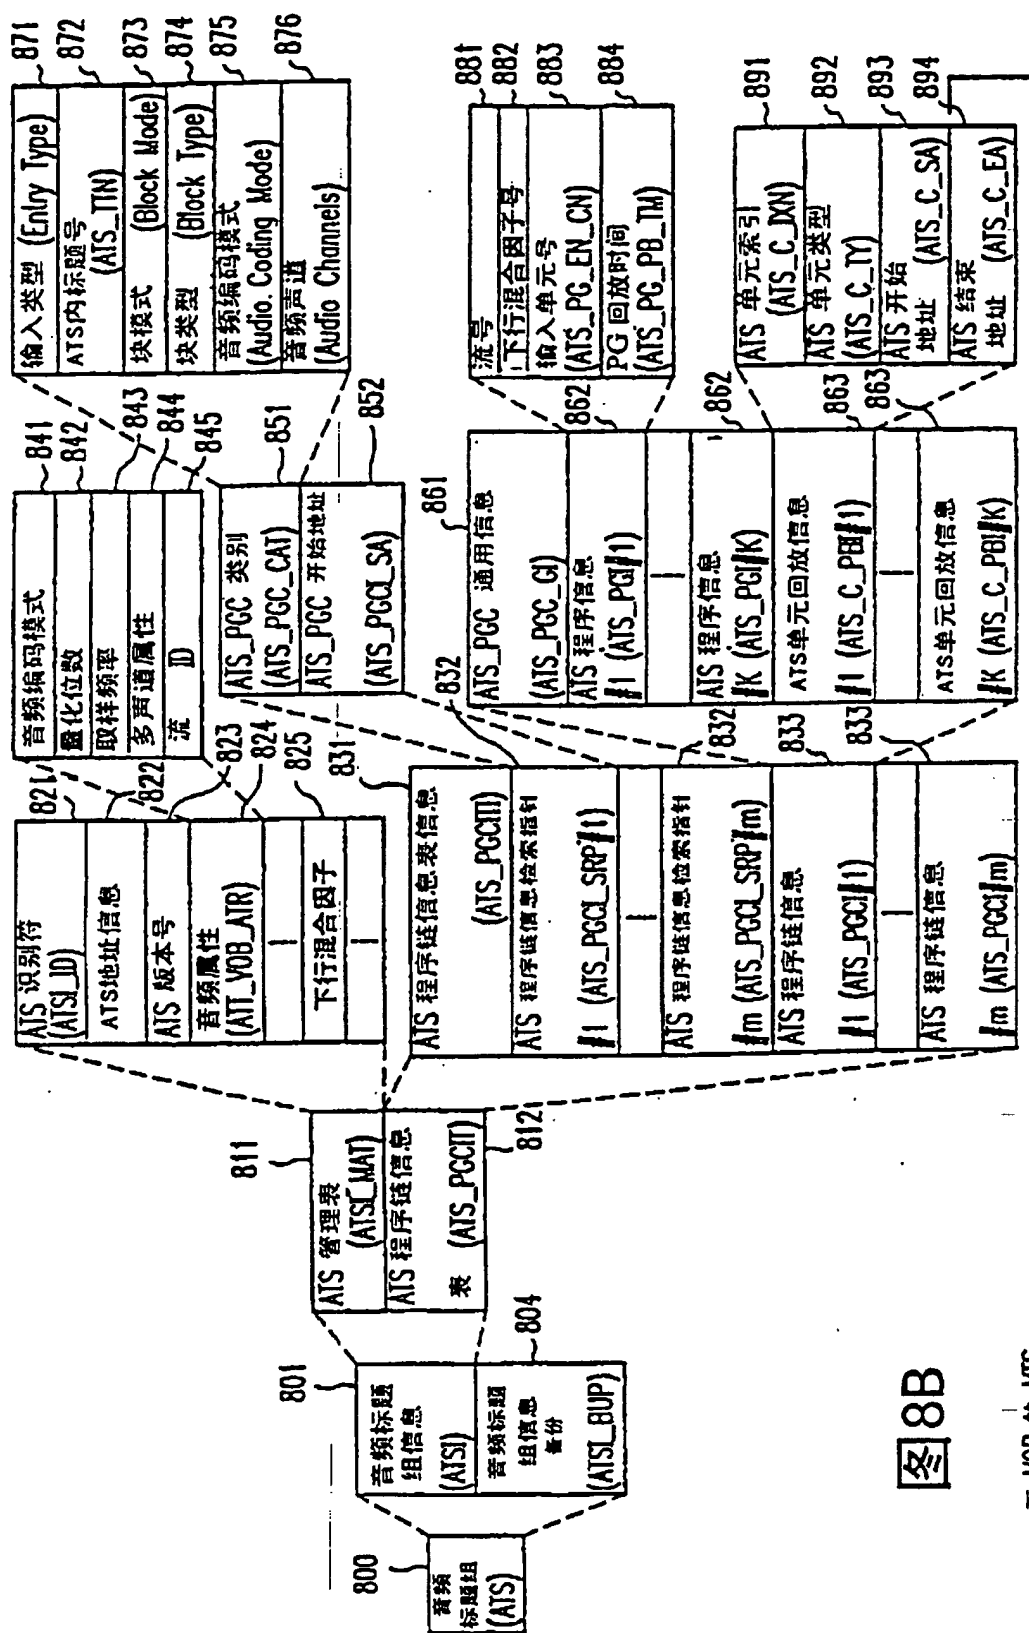 800
音频
标题组
(ATS)
801
音频标题
组信息
(ATSI)
804
音频标题
组信息
备份
(ATSI_BUP)
811
ATS 管理表
(ATSI_MAT)
ATS 程序链信息
表 (ATS_PGCIT)
812
821
ATS 识别符
(ATSI_ID)
822
ATS地址信息
823
ATS 版本号
824
音频属性
(ATT_VOB_ATR)
825
下行混合因子
831
ATS 程序链信息表信息
(ATS_PGCITI)
832
ATS 程序链信息检索指针
#1 (ATS_PGCI_SRP#1)
832
ATS 程序链信息检索指针
#m (ATS_PGCI_SRP#m)
833
ATS 程序链信息
#1 (ATS_PGCI#1)
833
ATS 程序链信息
#m (ATS_PGCI#m)
841
音频编码模式
842
量化位数
843
取样频率
844
多声道属性
845
流 ID
851
ATS_PGC 类别
(ATS_PGC_CAT)
852
ATS_PGC 开始地址
(ATS_PGCI_SA)
861
ATS_PGC 通用信息
(ATS_PGC_GI)
862
ATS 程序信息
#1 (ATS_PGI#1)
862
ATS 程序信息
#K (ATS_PGI#K)
863
ATS单元回放信息
#1 (ATS_C_PBI#1)
863
ATS单元回放信息
#K (ATS_C_PBI#K)
871
输入类型 (Entry Type)
872
ATS内标题号
(ATS_TTN)
873
块模式 (Block Mode)
874
块类型 (Block Type)
875
音频编码模式
(Audio Coding Mode)
876
音频声道
(Audio Channels)
881
流号
882
下行混合因子号
883
输入单元号
(ATS_PG_EN_CN)
884
PG 回放时间
(ATS_PG_PB_TM)
891
ATS 单元索引
(ATS_C_IXN)
892
ATS 单元类型
(ATS_C_TY)
893
ATS 开始
地址 (ATS_C_SA)
894
ATS 结束
地址 (ATS_C_EA)
图8B